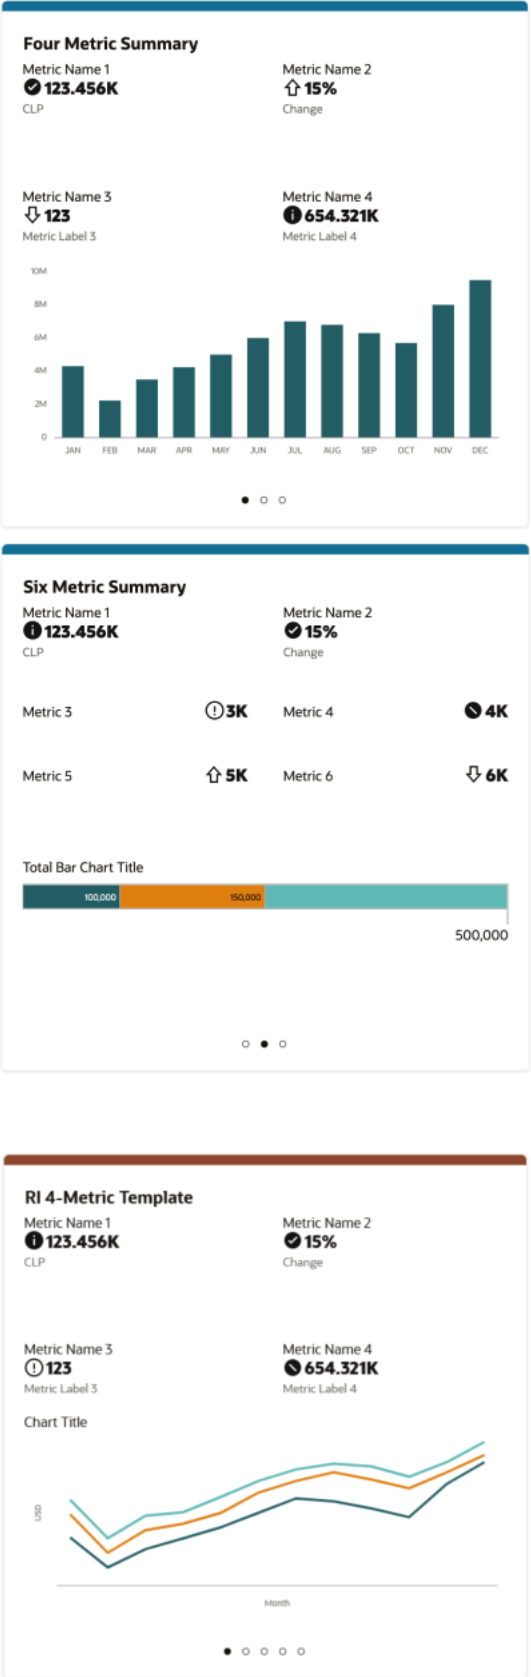 Four Metric Summary
Metric Name 1 Metric Name 2
123.456K 15%
CLP Change
Metric Name 3 Metric Name 4
123 654.321K
Metric Label 3 Metric Label 4
10M
8M
6M
4M
2M
0
JAN FEB MAR APR MAY JUN JUL AUG SEP OCT NOV DEC
Six Metric Summary
Metric Name 1 Metric Name 2
123.456K 15%
CLP Change
Metric 3 3K Metric 4 4K
Metric 5 5K Metric 6 6K
Total Bar Chart Title
100,000 150,000
500,000
RI 4-Metric Template
Metric Name 1 Metric Name 2
123.456K 15%
CLP Change
Metric Name 3 Metric Name 4
123 654.321K
Metric Label 3 Metric Label 4
Chart Title
USD
Month